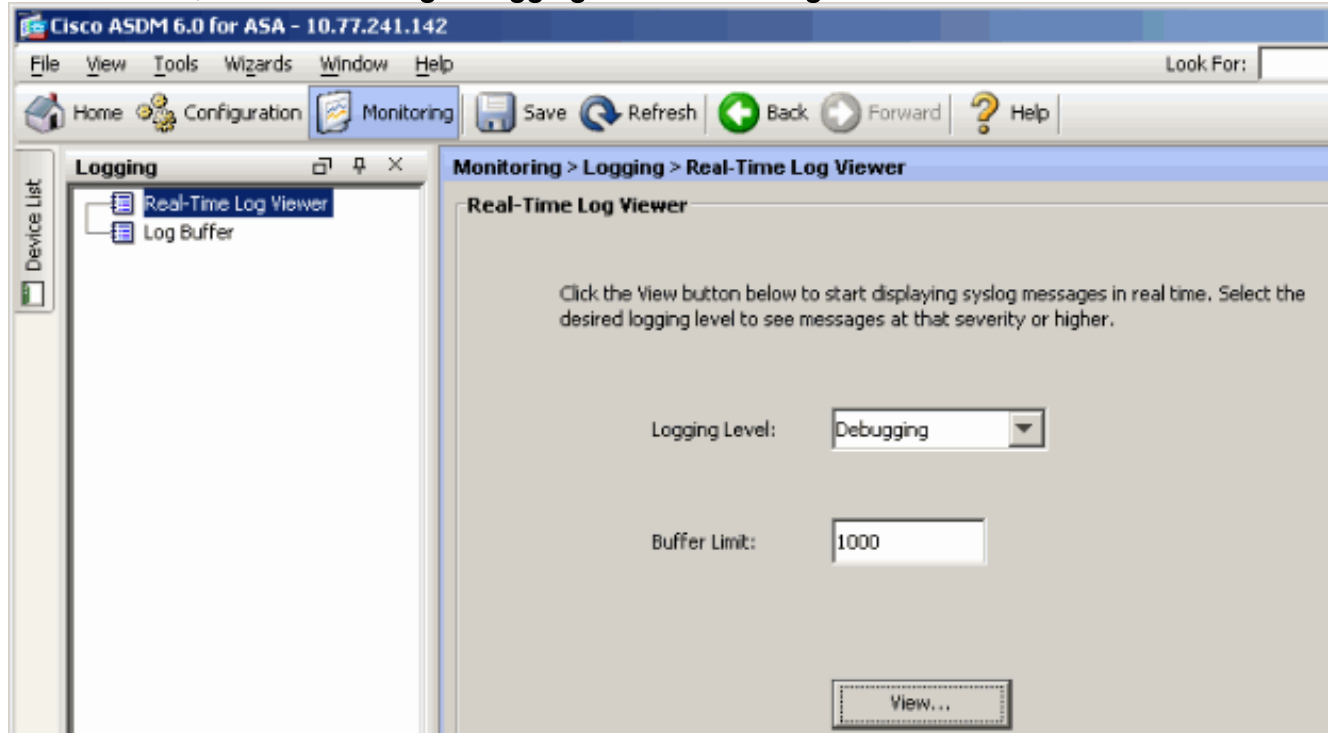 Cisco ASDM 6.0 for ASA - 10.77.241.142
File View Tools Wizards Window Help Look For:
Home Configuration Monitoring Save Refresh Back Forward Help
Device List
Logging
Real-Time Log Viewer
Log Buffer
Monitoring > Logging > Real-Time Log Viewer
Real-Time Log Viewer
Click the View button below to start displaying syslog messages in real time. Select the
desired logging level to see messages at that severity or higher.
Logging Level: Debugging
Buffer Limit: 1000
View...